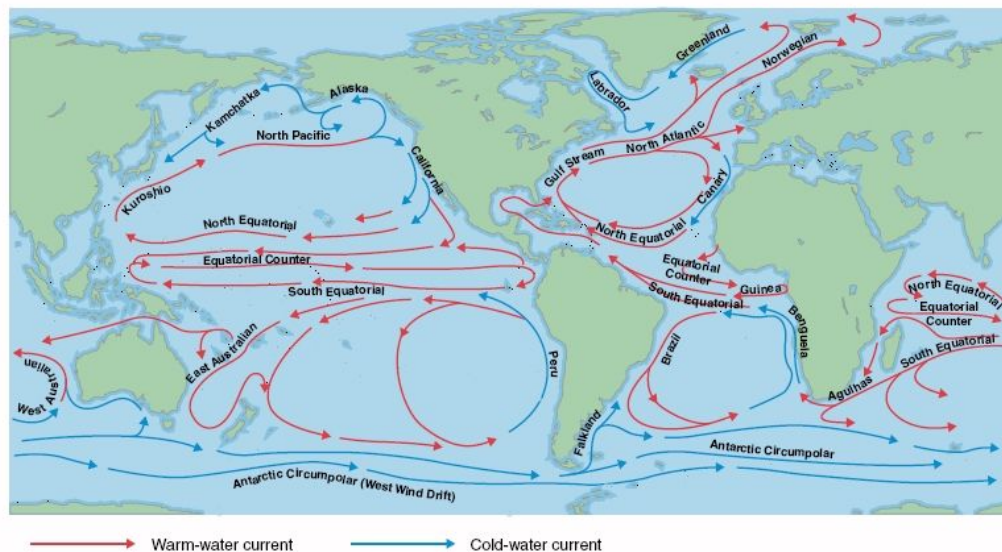 Greenland
Norwegian
Labrador
Alaska
Kamchatka
North Pacific
California
Kuroshio
Gulf Stream
North Atlantic
Canary
North Equatorial
North Equatorial
Equatorial Counter
Equatorial
Counter
Guinea
South Equatorial
South Equatorial
North Equatorial
Equatorial
Counter
South Equatorial
East Australian
West Australian
Peru
Brazil
Benguela
Agulhas
Falkland
Antarctic Circumpolar
Antarctic Circumpolar (West Wind Drift)
Warm-water current
Cold-water current